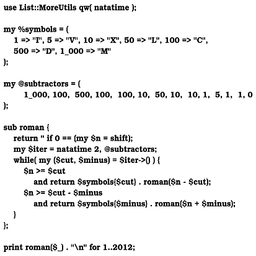 use List::MoreUtils qw( natatime );
my %symbols = (
1 => "I", 5 => "V", 10 => "X", 50 => "L", 100 => "C",
500 => "D", 1_000 => "M"
);
my @subtractors = (
1_000, 100, 500, 100, 100, 10, 50, 10, 10, 1, 5, 1, 1, 0
);
sub roman {
return '' if 0 == (my $n = shift);
my $iter = natatime 2, @subtractors;
while( my ($cut, $minus) = $iter->() ) {
$n >= $cut
and return $symbols{$cut} . roman($n - $cut);
$n >= $cut - $minus
and return $symbols{$minus} . roman($n + $minus);
}
};
print roman($_) . "\n" for 1..2012;